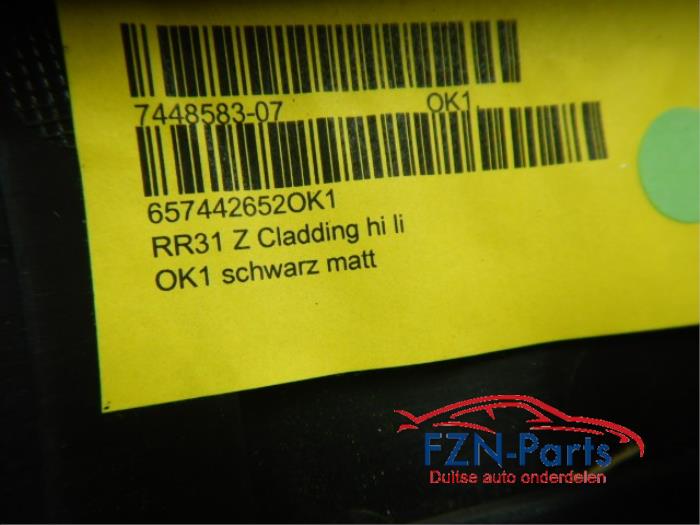 7448583-07 OK1
657442652OK1
RR31 Z Cladding hi li
OK1 schwarz matt
FZN-Parts
Duitse auto onderdelen